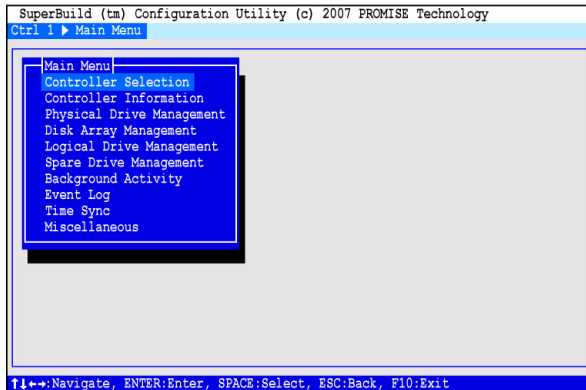 SuperBuild (tm) Configuration Utility (c) 2007 PROMISE Technology
Ctrl 1 ▶ Main Menu
Main Menu
Controller Selection
Controller Information
Physical Drive Management
Disk Array Management
Logical Drive Management
Spare Drive Management
Background Activity
Event Log
Time Sync
Miscellaneous
↑↓←→:Navigate, ENTER:Enter, SPACE:Select, ESC:Back, F10:Exit